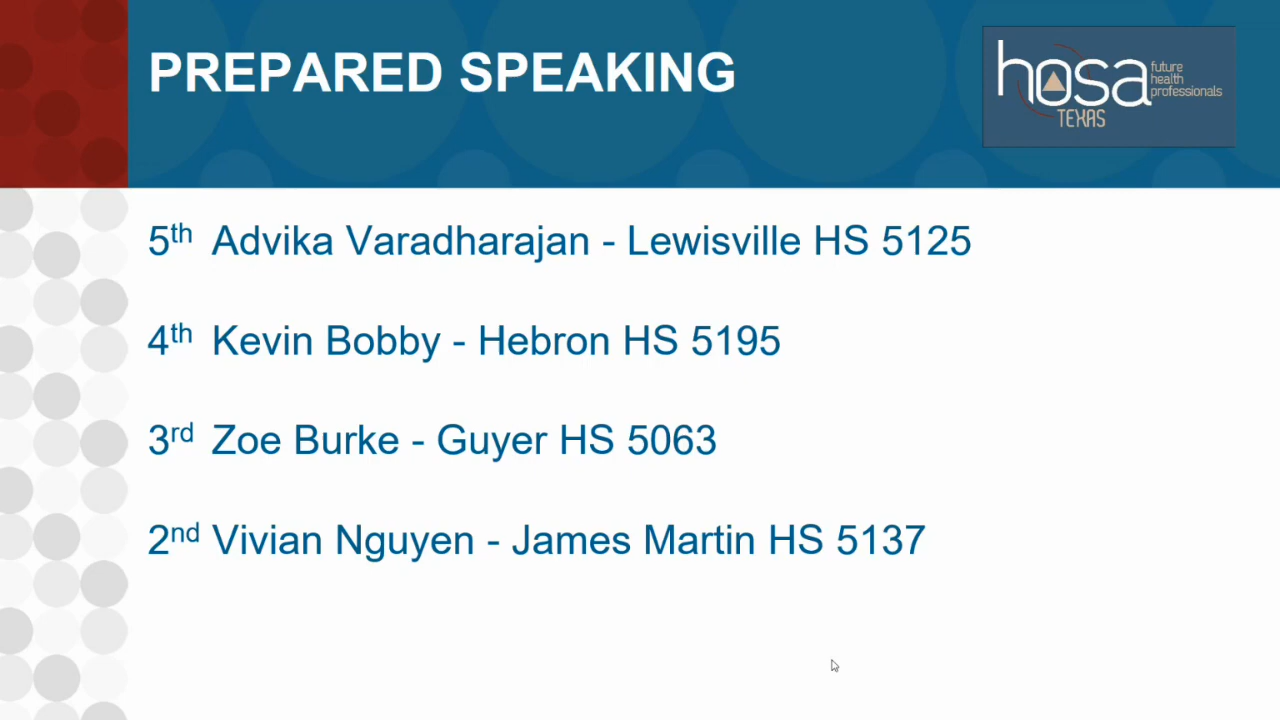 PREPARED SPEAKING
hosa future health professionals
TEXAS
5th Advika Varadharajan - Lewisville HS 5125
4th Kevin Bobby - Hebron HS 5195
3rd Zoe Burke - Guyer HS 5063
2nd Vivian Nguyen - James Martin HS 5137